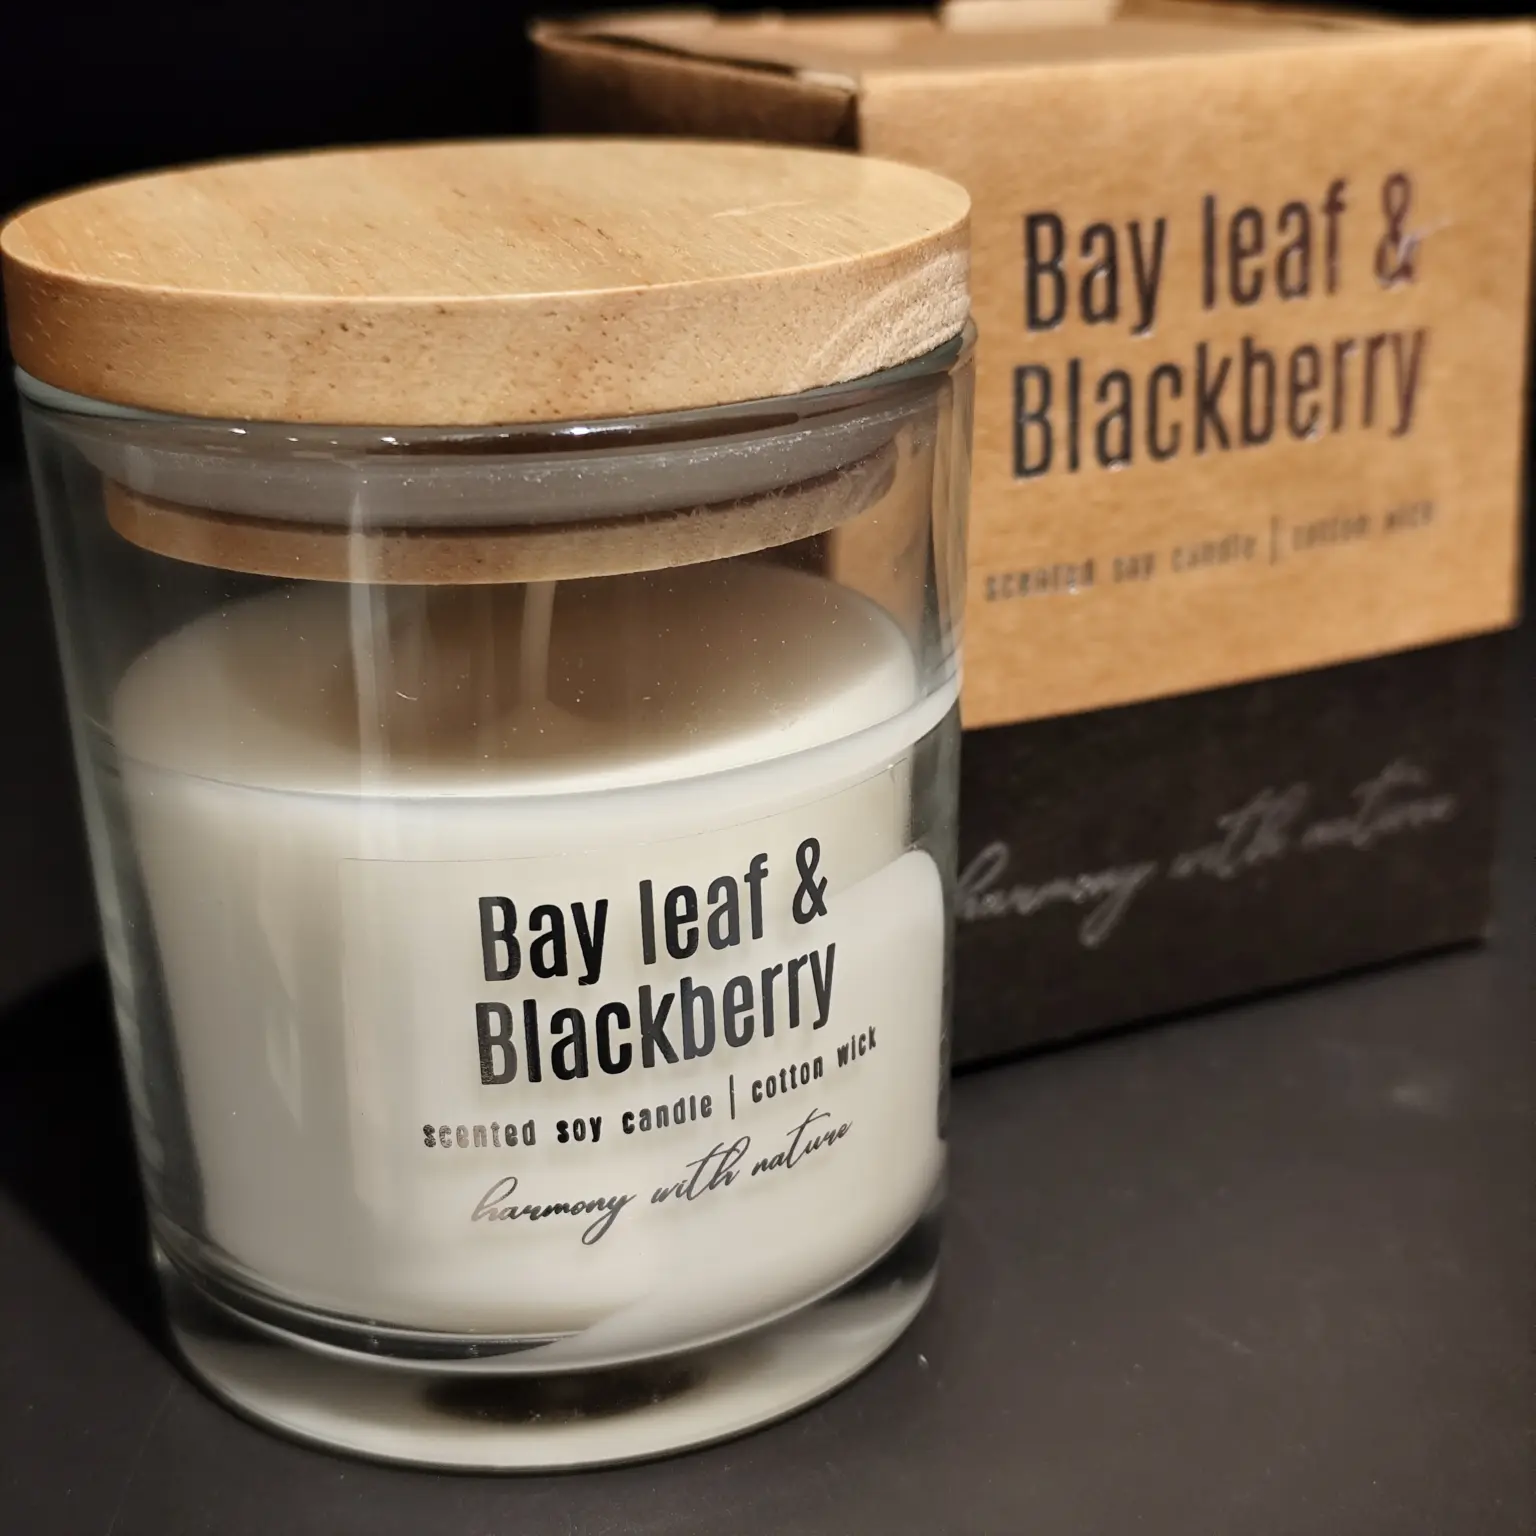 Bay leaf &
Blackberry
scented soy candle | cotton wick
harmony with nature
Bay leaf &
Blackberry
scented soy candle | cotton wick
harmony with nature